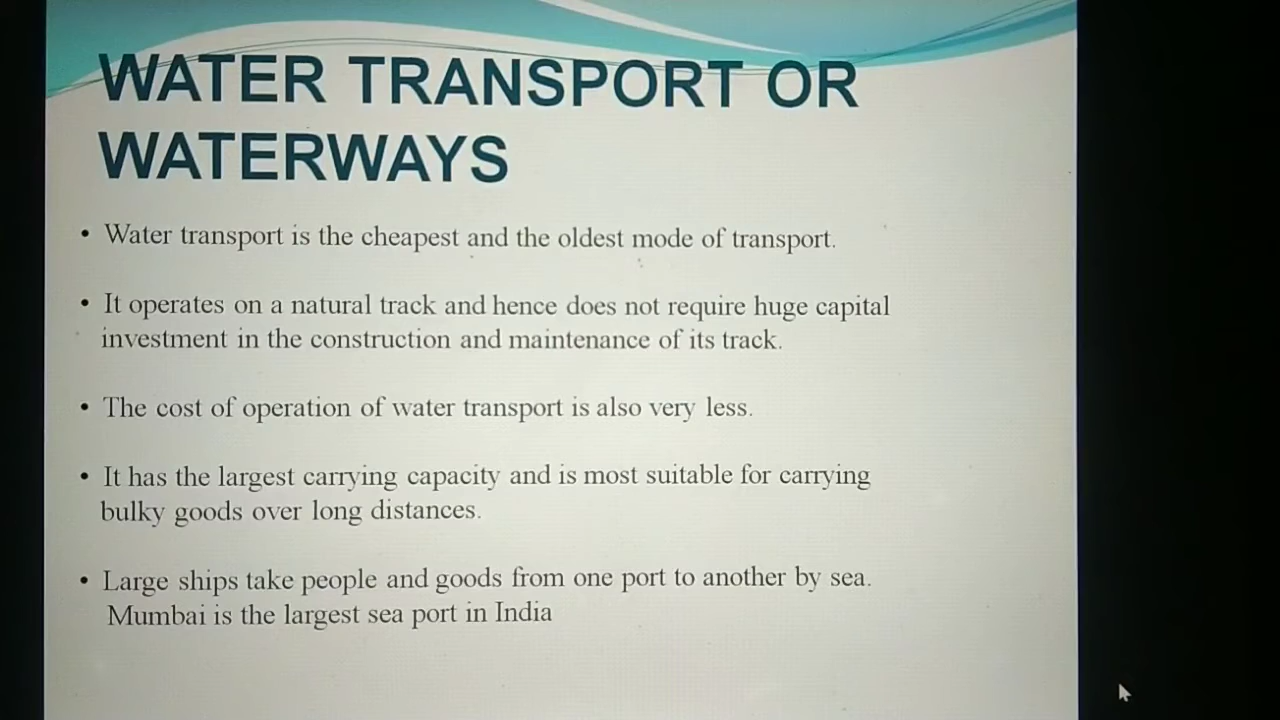 WATER TRANSPORT OR
WATERWAYS
• Water transport is the cheapest and the oldest mode of transport.
• It operates on a natural track and hence does not require huge capital
investment in the construction and maintenance of its track.
• The cost of operation of water transport is also very less.
• It has the largest carrying capacity and is most suitable for carrying
bulky goods over long distances.
• Large ships take people and goods from one port to another by sea.
Mumbai is the largest sea port in India